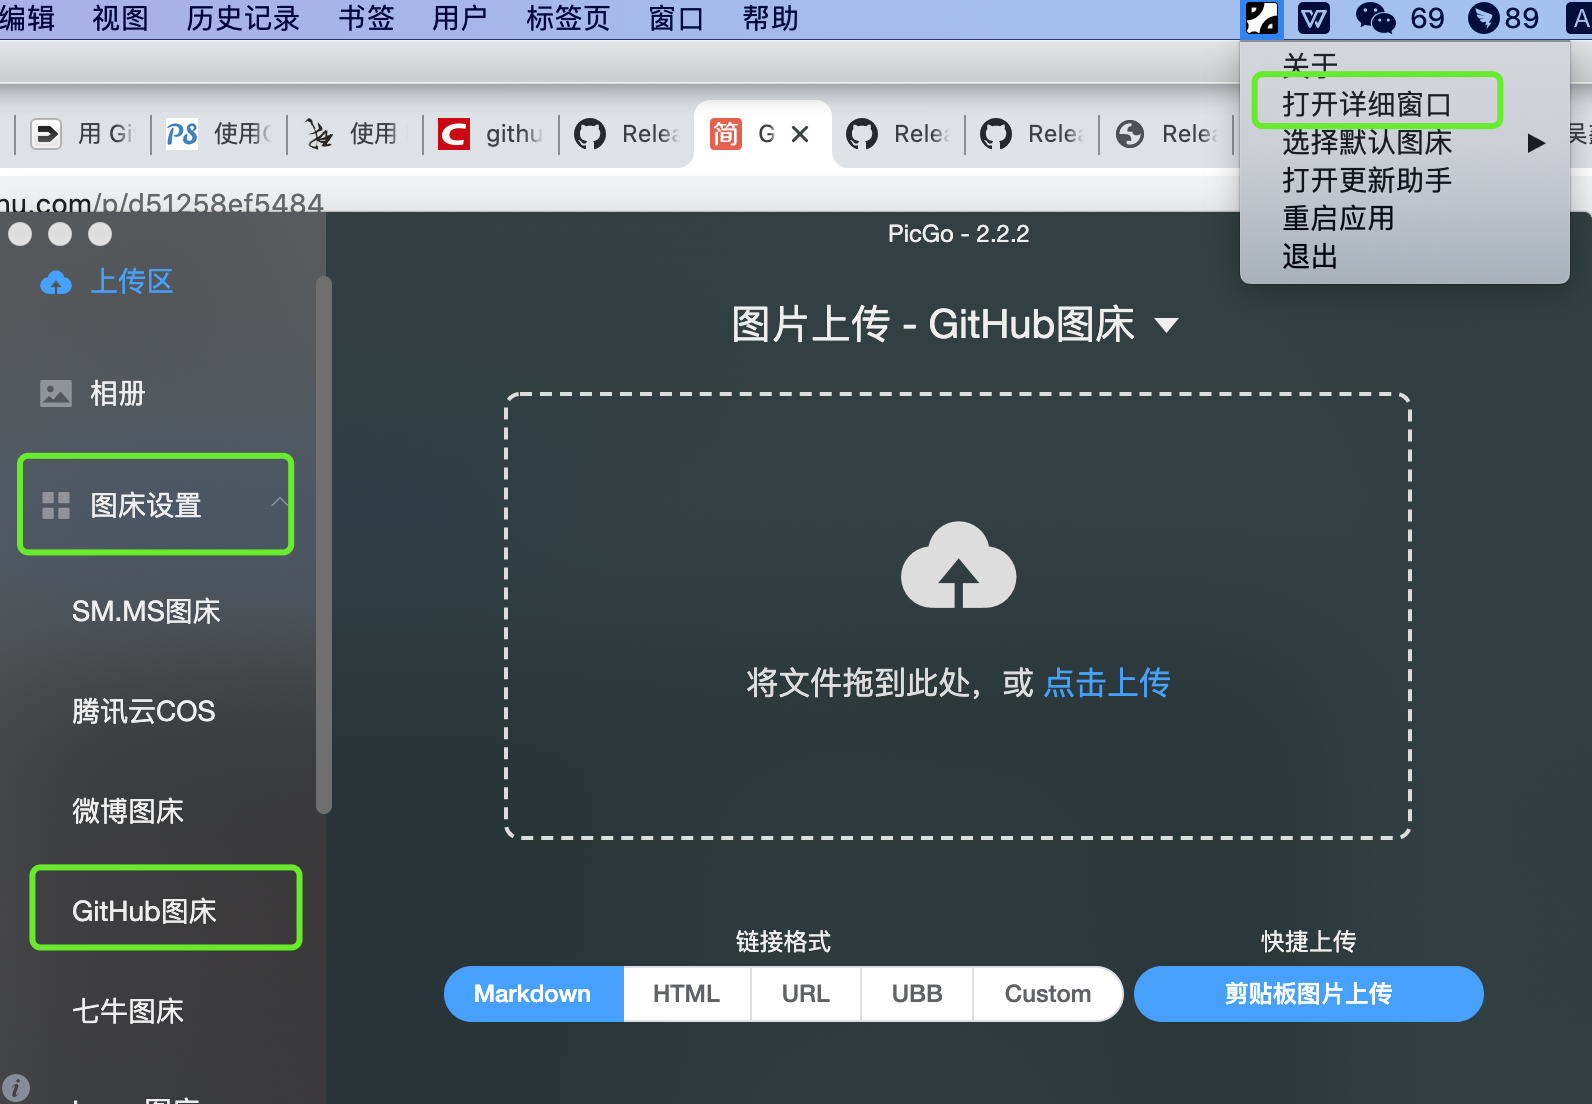 编辑 视图 历史记录 书签 用户 标签页 窗口 帮助 69 89 A
关于
打开详细窗口
选择默认图床
打开更新助手
重启应用
退出
用 Gi 使用 使用 githu Relea 简 G Relea Relea Relea
nu.com/p/d51258ef5484
PicGo - 2.2.2
上传区
相册
图床设置
SM.MS图床
腾讯云COS
微博图床
GitHub图床
七牛图床
图片上传 - GitHub图床
将文件拖到此处，或 点击上传
链接格式
快捷上传
Markdown HTML URL UBB Custom
剪贴板图片上传